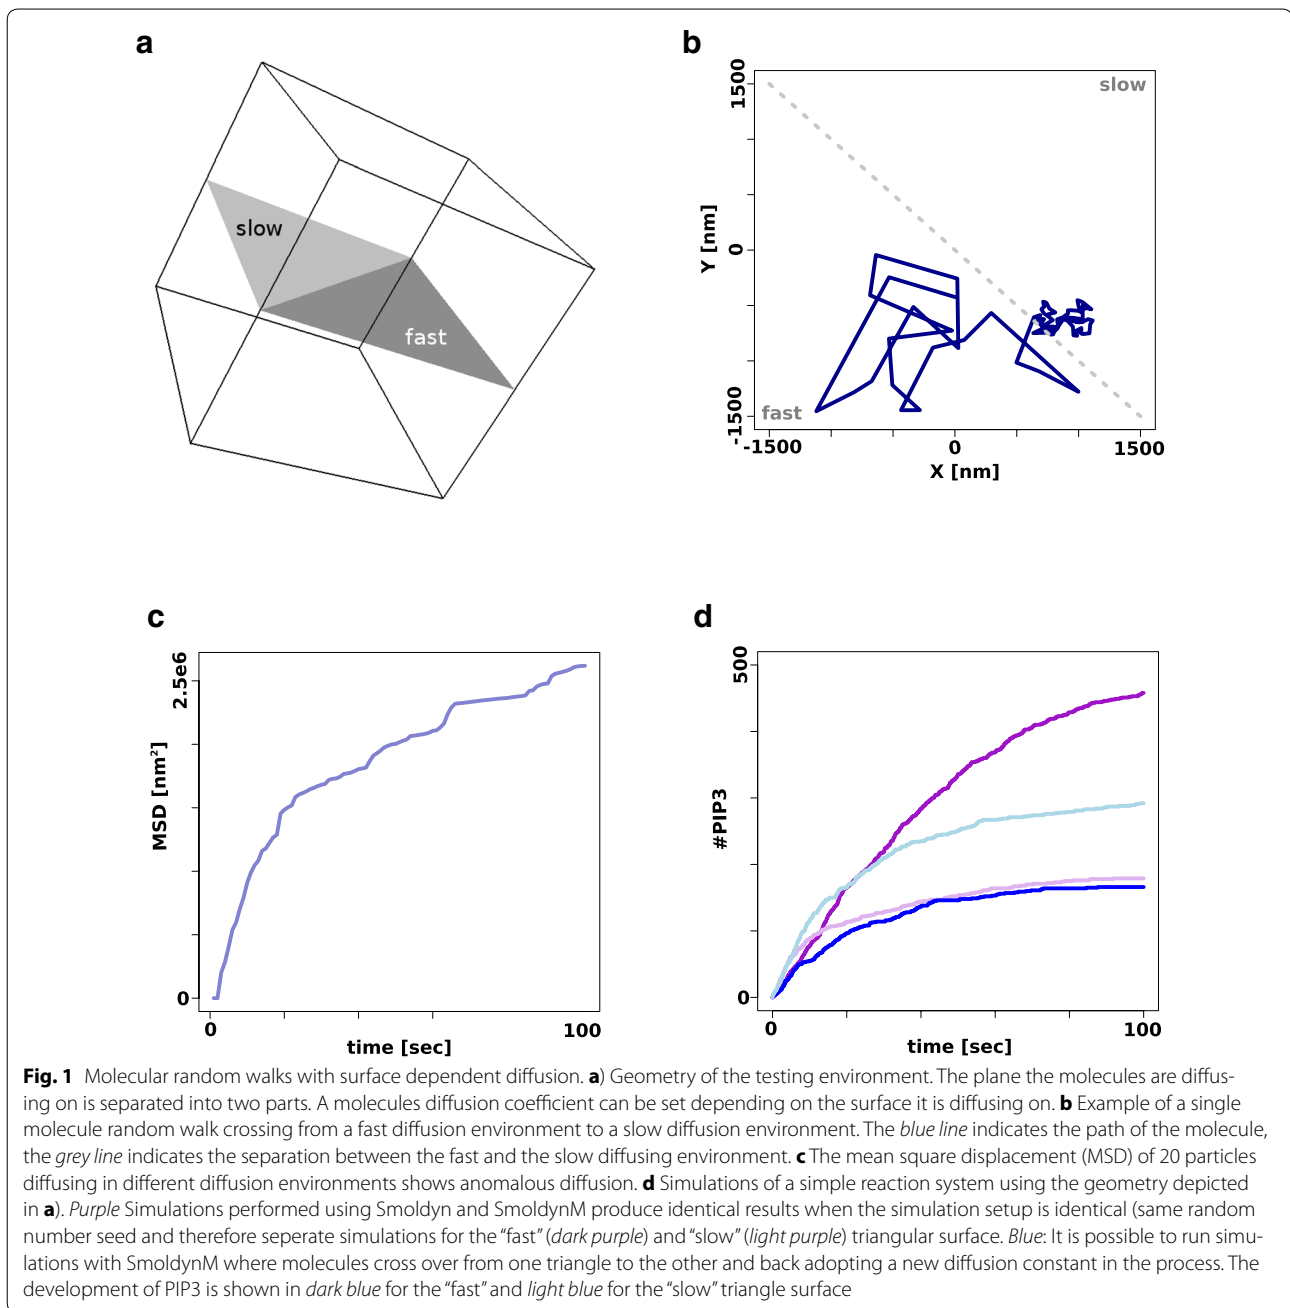 a
slow
fast
b
1500
0
-1500
Y [nm]
slow
fast
-1500
0
1500
X [nm]
c
2.5e6
0
MSD [nm²]
0
100
time [sec]
d
500
0
#PIP3
0
100
time [sec]
Fig. 1 Molecular random walks with surface dependent diffusion. a) Geometry of the testing environment. The plane the molecules are diffus-
ing on is separated into two parts. A molecules diffusion coefficient can be set depending on the surface it is diffusing on. b Example of a single
molecule random walk crossing from a fast diffusion environment to a slow diffusion environment. The blue line indicates the path of the molecule,
the grey line indicates the separation between the fast and the slow diffusing environment. c The mean square displacement (MSD) of 20 particles
diffusing in different diffusion environments shows anomalous diffusion. d Simulations of a simple reaction system using the geometry depicted
in a). Purple Simulations performed using Smoldyn and SmoldynM produce identical results when the simulation setup is identical (same random
number seed and therefore seperate simulations for the “fast” (dark purple) and “slow” (light purple) triangular surface. Blue: It is possible to run simu-
lations with SmoldynM where molecules cross over from one triangle to the other and back adopting a new diffusion constant in the process. The
development of PIP3 is shown in dark blue for the “fast” and light blue for the “slow” triangle surface